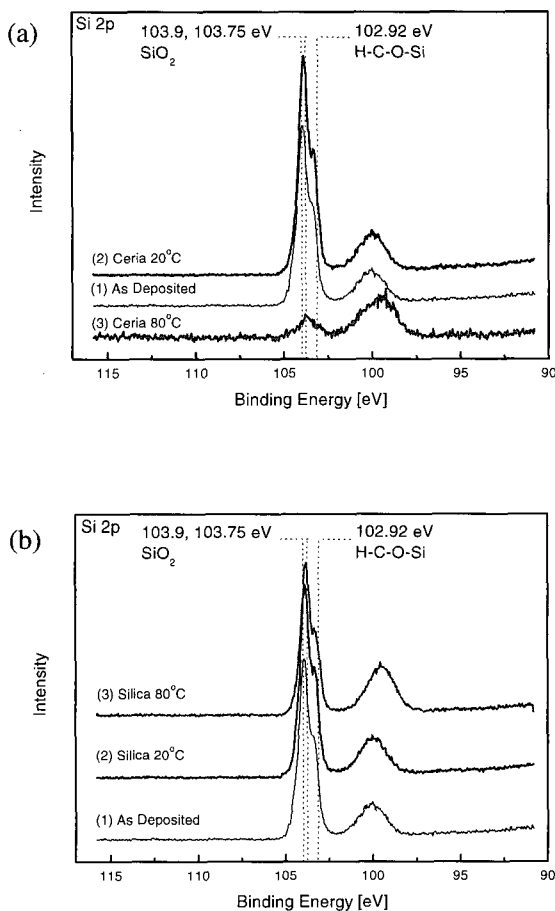 (a)
Si 2p
103.9, 103.75 eV
102.92 eV
SiO₂
H-C-O-Si
Intensity
(2) Ceria 20°C
(1) As Deposited
(3) Ceria 80°C
115 110 105 100 95 90
Binding Energy [eV]
(b)
Si 2p
103.9, 103.75 eV
102.92 eV
SiO₂
H-C-O-Si
Intensity
(3) Silica 80°C
(2) Silica 20°C
(1) As Deposited
115 110 105 100 95 90
Binding Energy [eV]